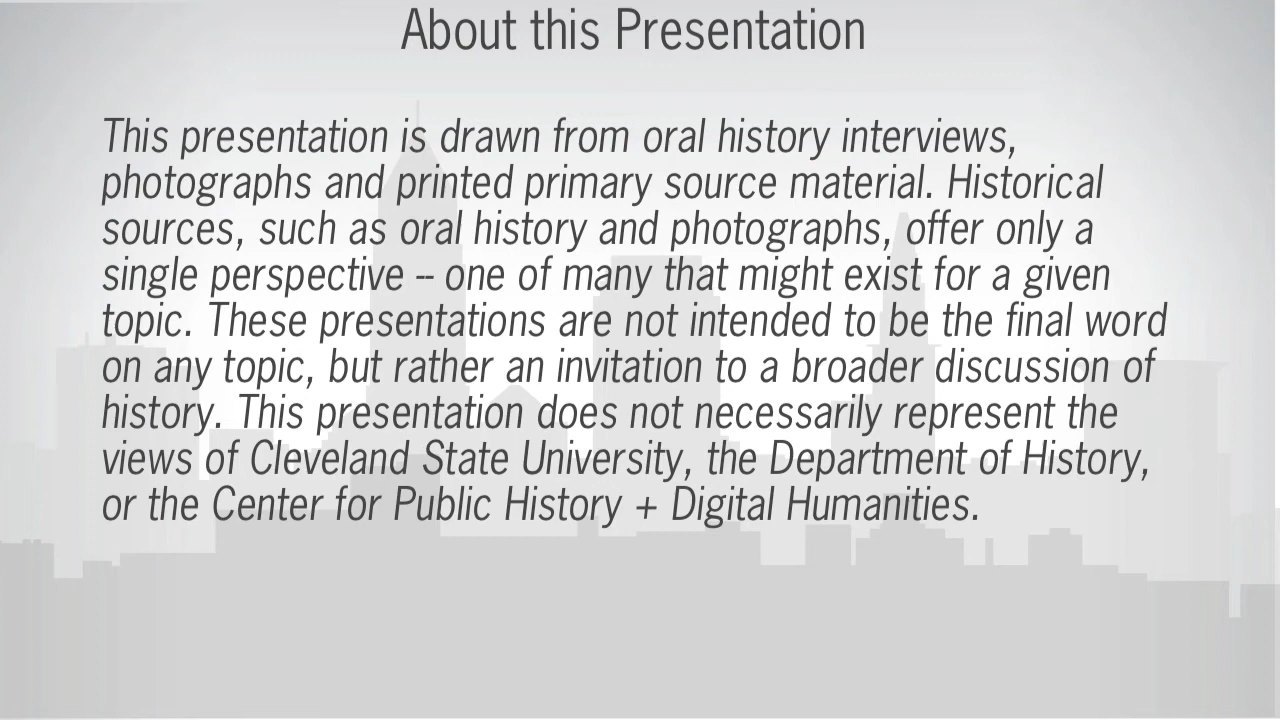 About this Presentation
This presentation is drawn from oral history interviews,
photographs and printed primary source material. Historical
sources, such as oral history and photographs, offer only a
single perspective -- one of many that might exist for a given
topic. These presentations are not intended to be the final word
on any topic, but rather an invitation to a broader discussion of
history. This presentation does not necessarily represent the
views of Cleveland State University, the Department of History,
or the Center for Public History + Digital Humanities.